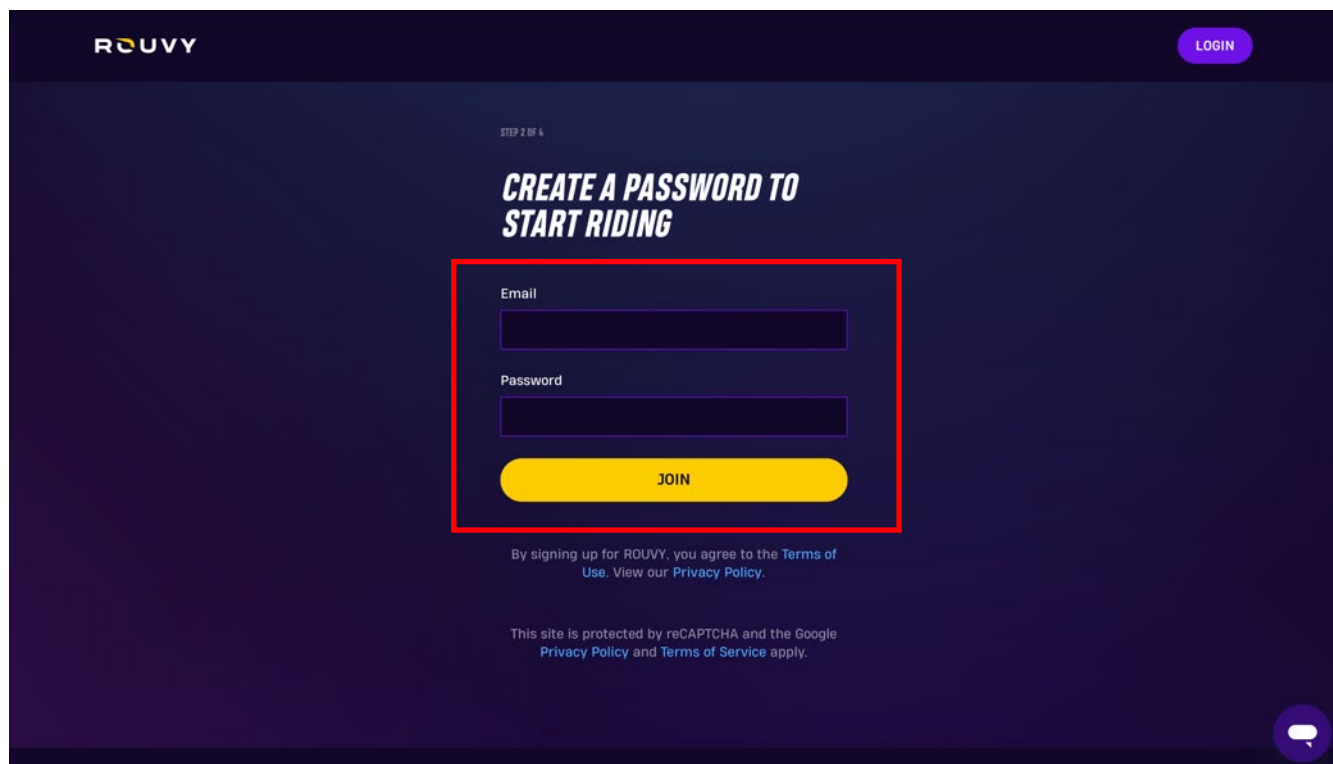 ROUVY
LOGIN
STEP 2 OF 4
CREATE A PASSWORD TO
START RIDING
Email
Password
JOIN
By signing up for ROUVY, you agree to the Terms of
Use. View our Privacy Policy.
This site is protected by reCAPTCHA and the Google
Privacy Policy and Terms of Service apply.